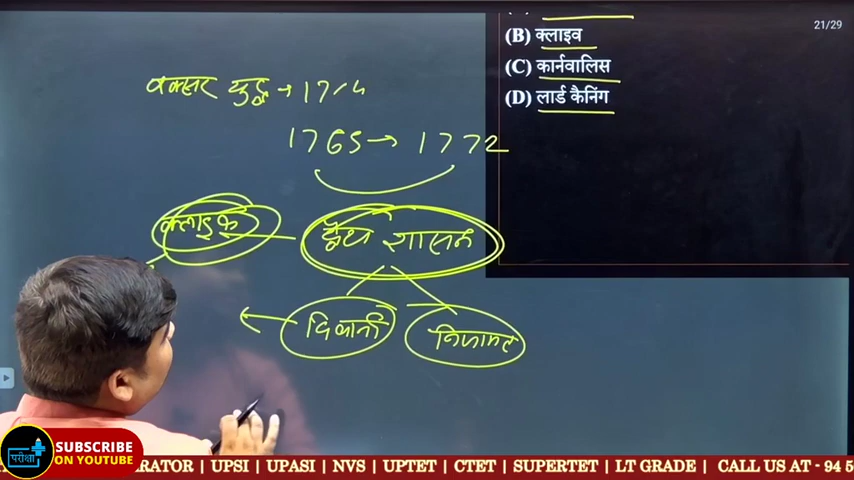 21/29
(B) क्लाइव
(C) कार्नवालिस
(D) लार्ड कैनिंग
बक्सर युद्ध → 1764
1765 → 1772
क्लाइव
द्वैध शासन
दिवानी
निजामत
परीक्षा
SUBSCRIBE
ON YOUTUBE
RATOR | UPSI | UPASI | NVS | UPTET | CTET | SUPERTET | LT GRADE | CALL US AT - 94 5